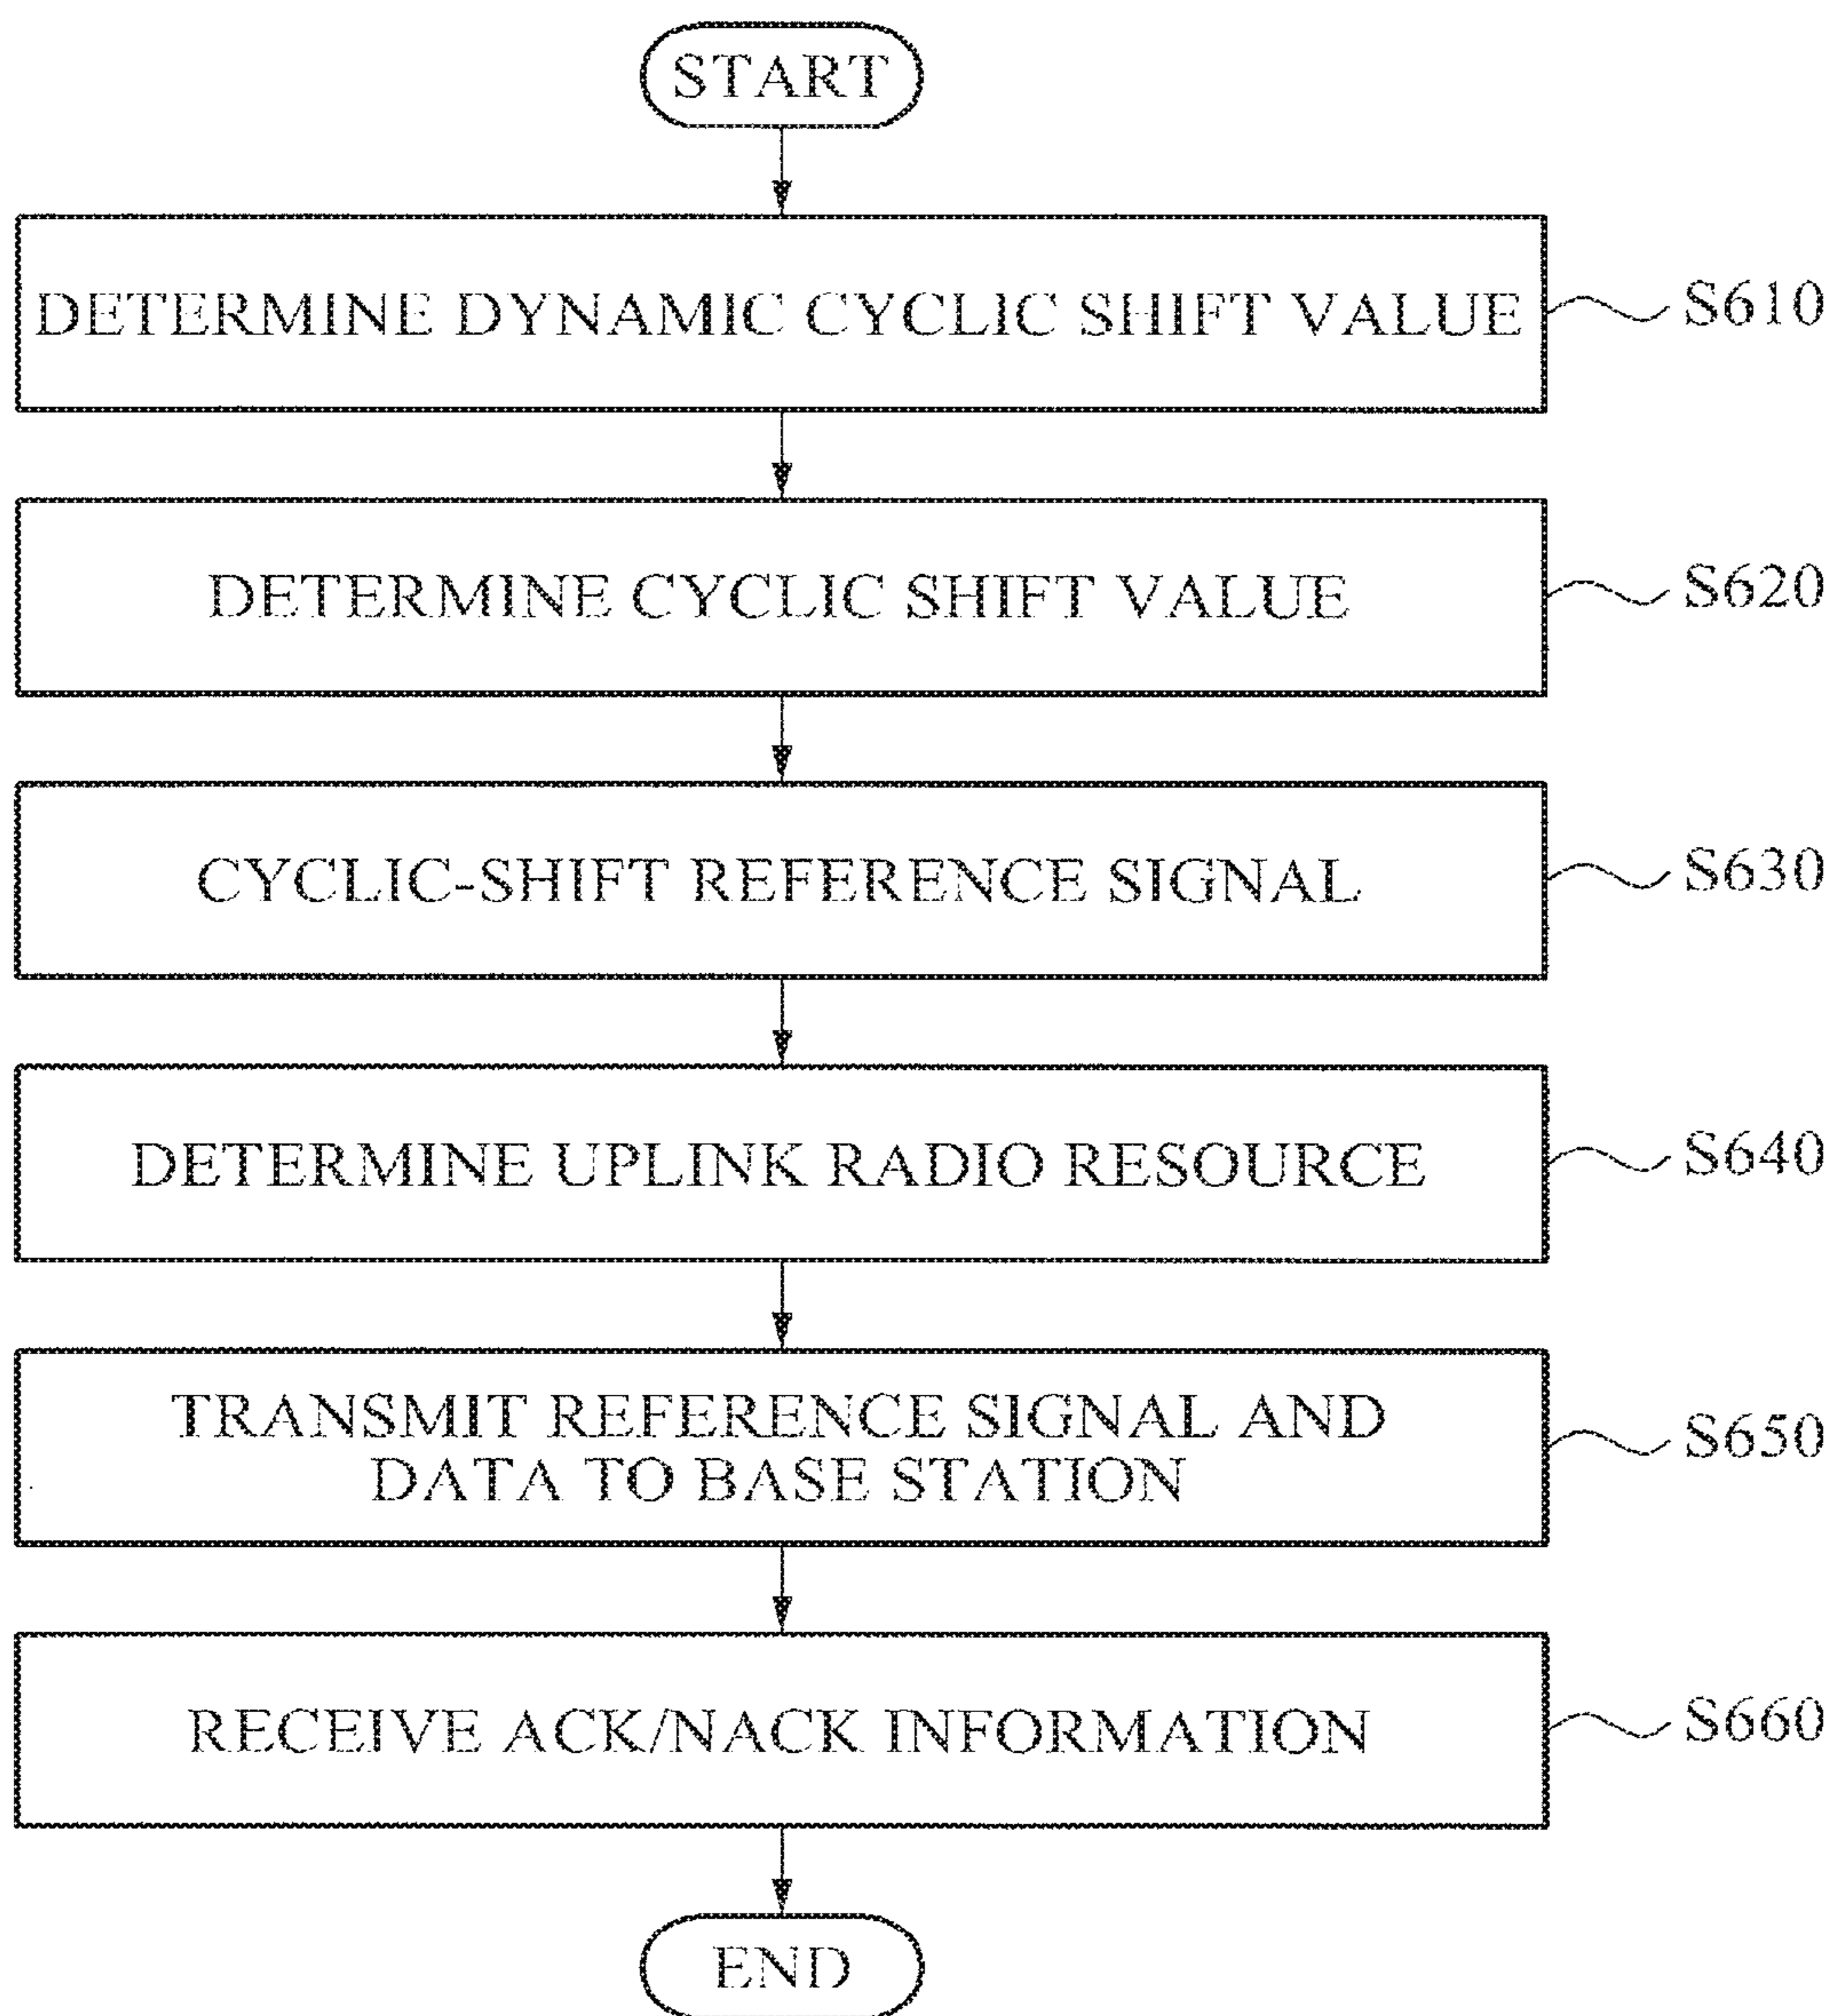 START
DETERMINE DYNAMIC CYCLIC SHIFT VALUE
S610
DETERMINE CYCLIC SHIFT VALUE
S620
CYCLIC-SHIFT REFERENCE SIGNAL
S630
DETERMINE UPLINK RADIO RESOURCE
S640
TRANSMIT REFERENCE SIGNAL AND
DATA TO BASE STATION
S650
RECEIVE ACK/NACK INFORMATION
S660
END